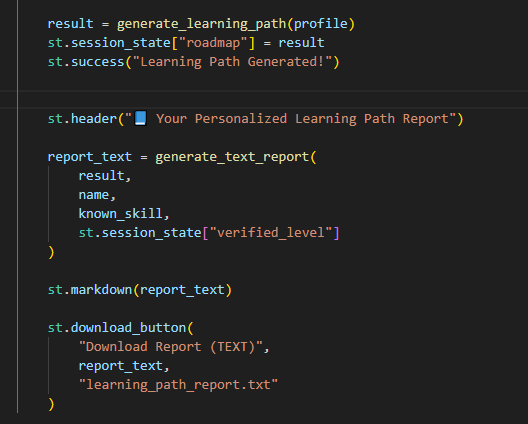 result = generate_learning_path(profile)
st.session_state["roadmap"] = result
st.success("Learning Path Generated!")
st.header("📘 Your Personalized Learning Path Report")
report_text = generate_text_report(
result,
name,
known_skill,
st.session_state["verified_level"]
)
st.markdown(report_text)
st.download_button(
"Download Report (TEXT)",
report_text,
"learning_path_report.txt"
)